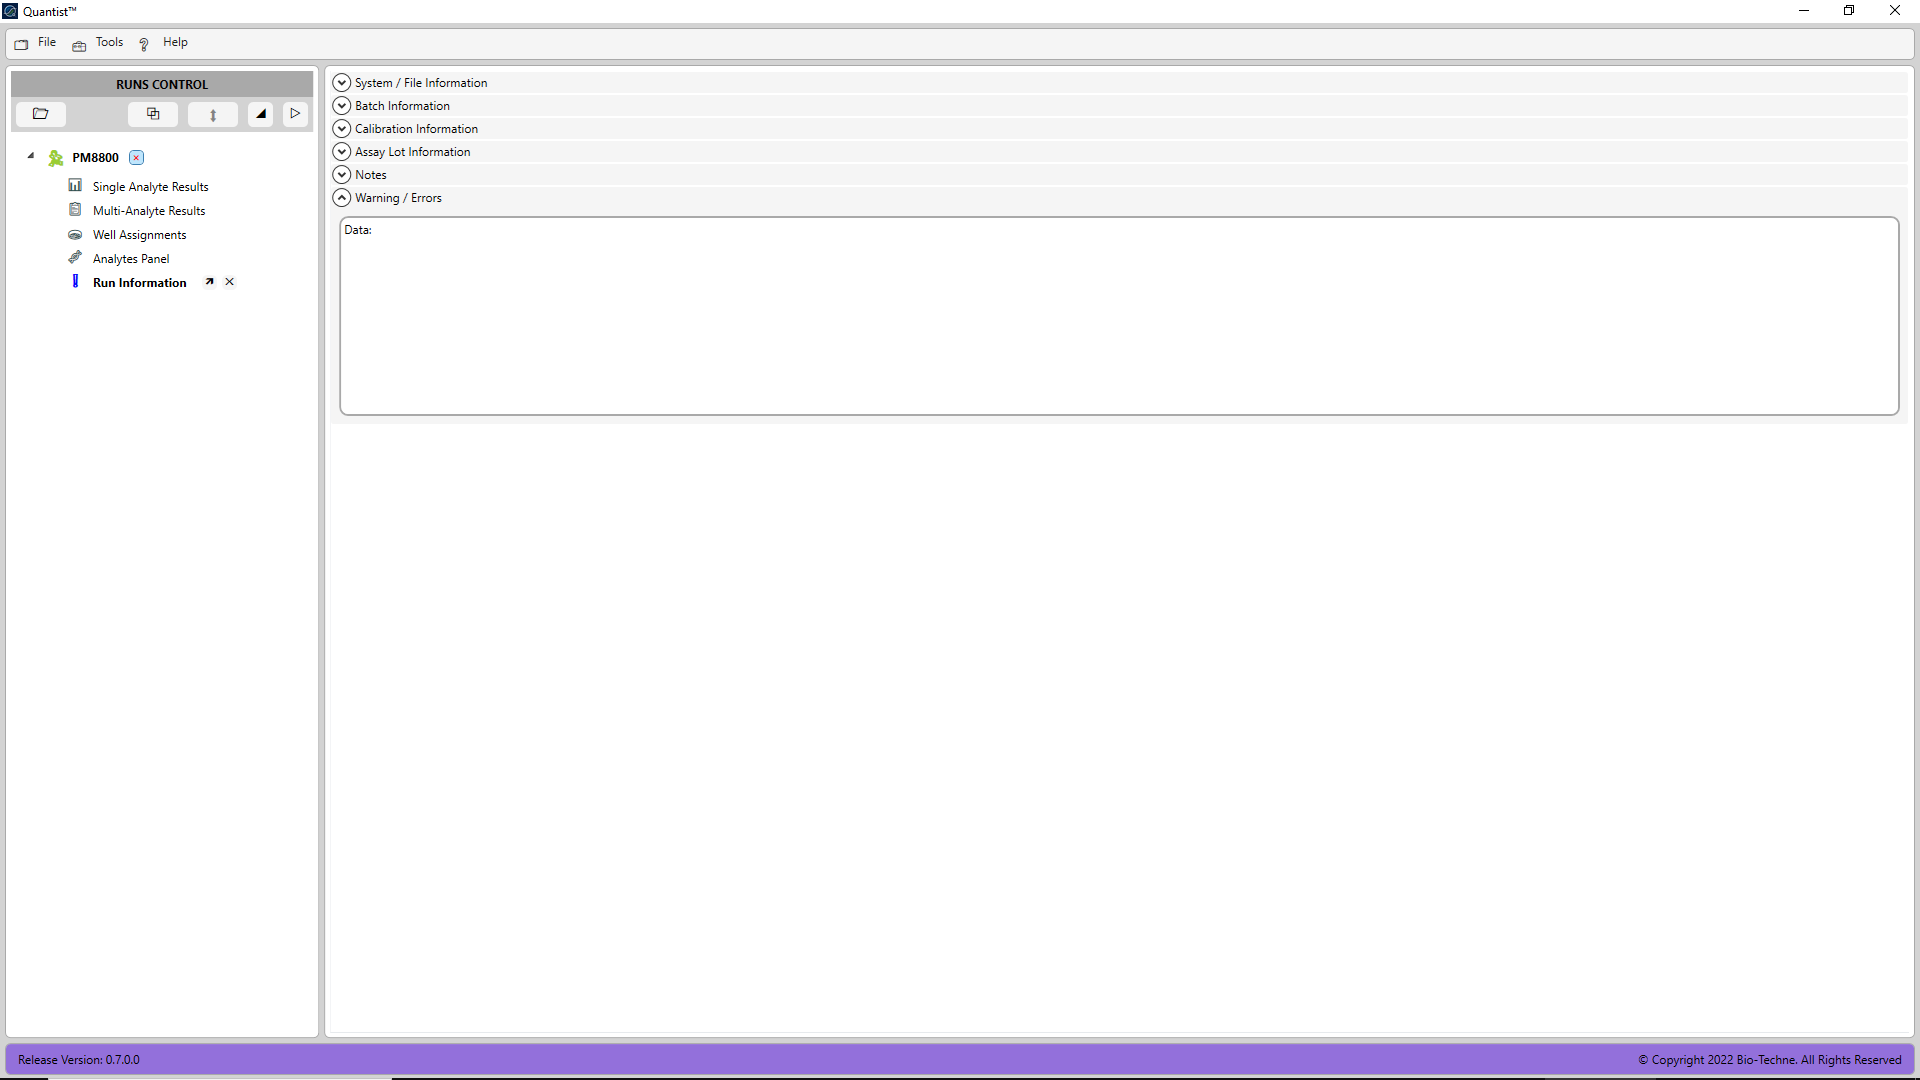 Quantist™
File Tools Help
RUNS CONTROL
PM8800
Single Analyte Results
Multi-Analyte Results
Well Assignments
Analytes Panel
Run Information
System / File Information
Batch Information
Calibration Information
Assay Lot Information
Notes
Warning / Errors
Data:
Release Version: 0.7.0.0
© Copyright 2022 Bio-Techne. All Rights Reserved